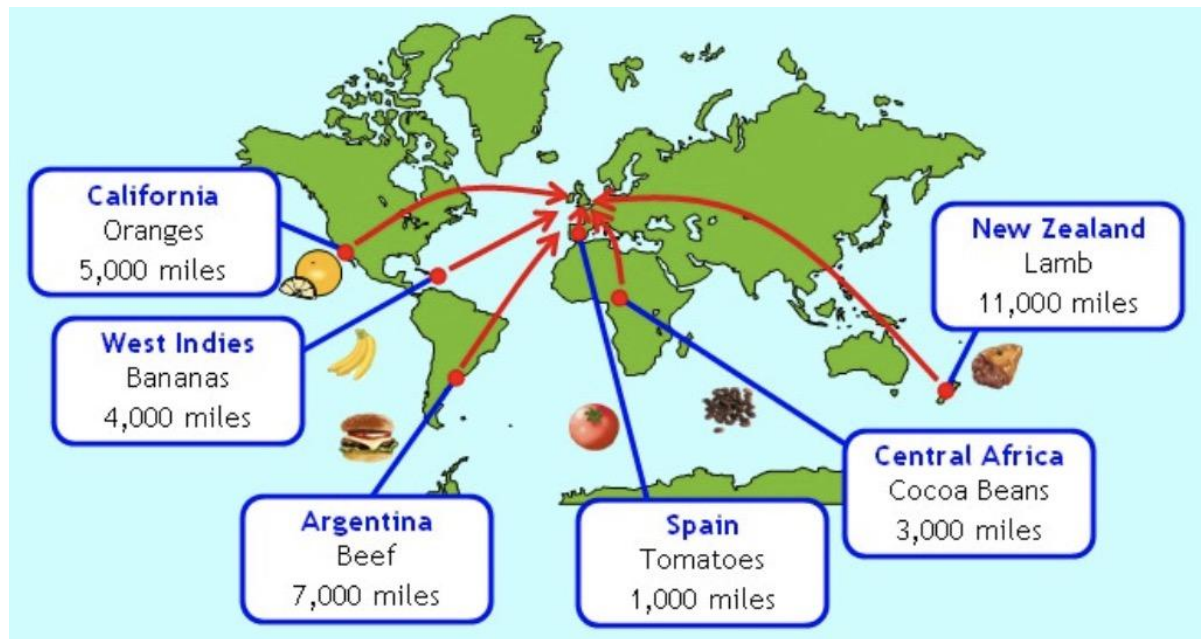 California
Oranges
5,000 miles
West Indies
Bananas
4,000 miles
Argentina
Beef
7,000 miles
Spain
Tomatoes
1,000 miles
Central Africa
Cocoa Beans
3,000 miles
New Zealand
Lamb
11,000 miles